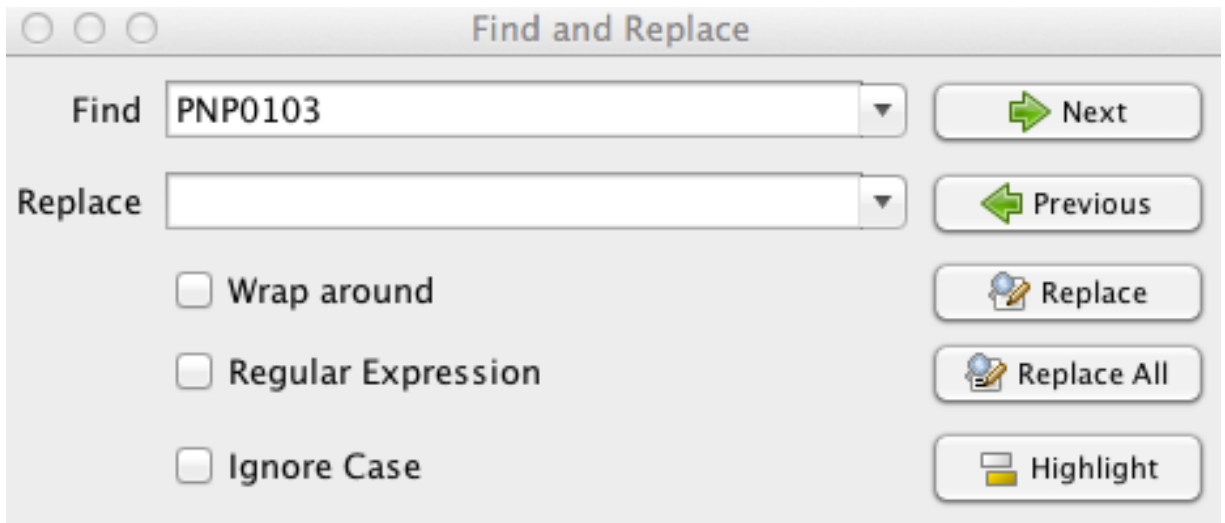 Find and Replace
Find PNP0103 Next
Replace Previous
Wrap around Replace
Regular Expression Replace All
Ignore Case Highlight